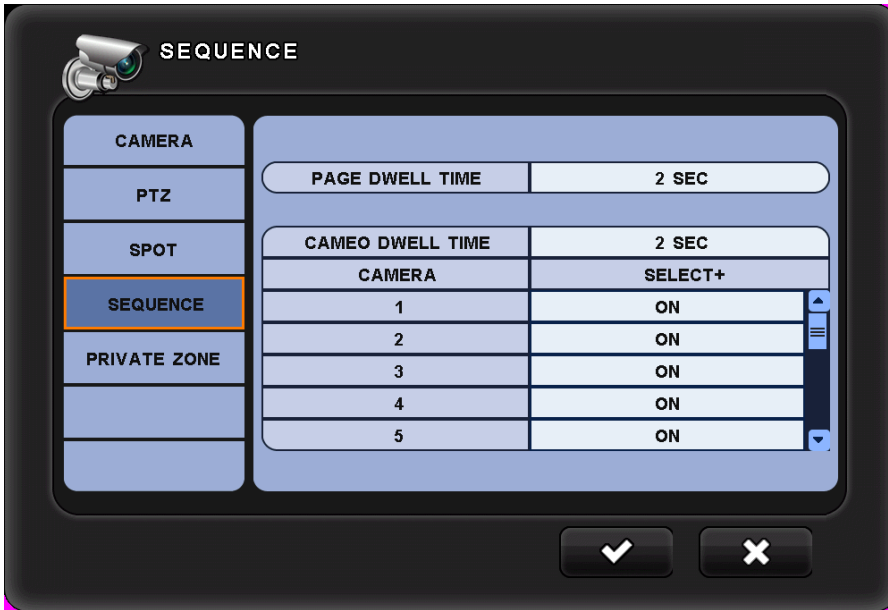 SEQUENCE
CAMERA
PTZ
SPOT
SEQUENCE
PRIVATE ZONE
PAGE DWELL TIME 2 SEC
CAMEO DWELL TIME 2 SEC
CAMERA SELECT+
1 ON
2 ON
3 ON
4 ON
5 ON